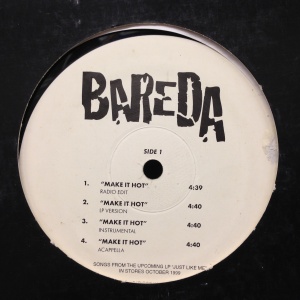 BAREDA
SIDE 1
1. "MAKE IT HOT" 4:39
RADIO EDIT
2. "MAKE IT HOT" 4:40
LP VERSION
3. "MAKE IT HOT" 4:40
INSTRUMENTAL
4. "MAKE IT HOT" 4:40
ACAPPELLA
SONGS FROM THE UPCOMING LP "JUST LIKE ME"
IN STORES OCTOBER 1999